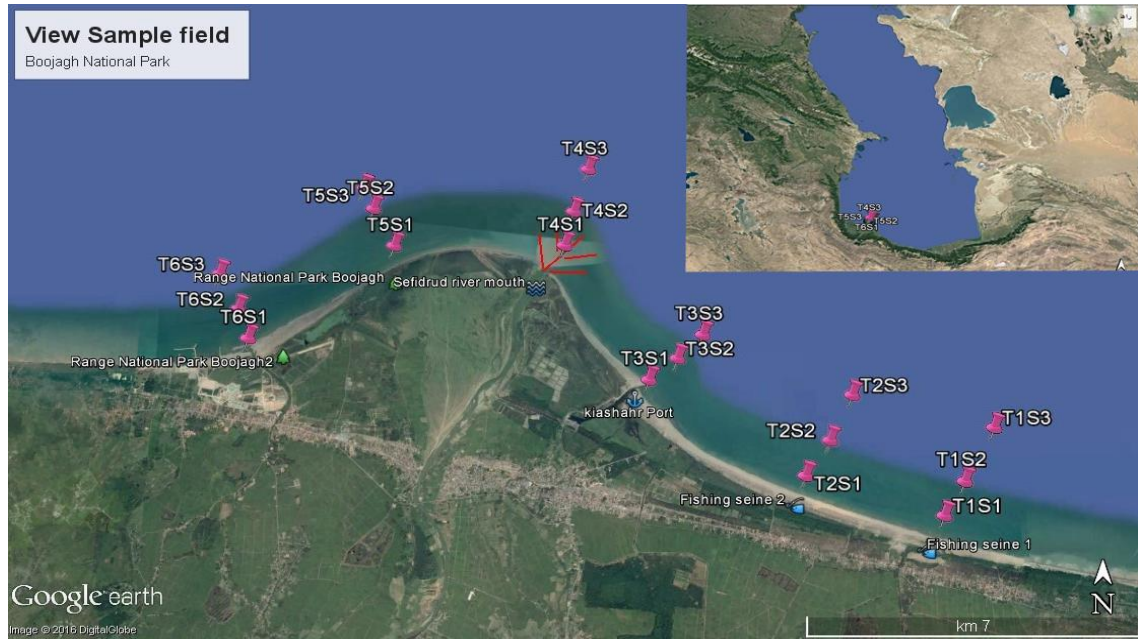 View Sample field
Boojagh National Park
T4S3
T5S3
T5S2
T6S1
T4S3
T5S2
T5S3
T4S2
T5S1
T4S1
T6S3
Range National Park Boojagh
Sefidrud river mouth
T6S2
T6S1
T3S3
T3S2
T3S1
Range National Park Boojagh2
kiashahr Port
T2S3
T1S3
T2S2
T1S2
T2S1
T1S1
Fishing seine 2
Fishing seine 1
Google earth
N
Image © 2016 DigitalGlobe
km 7